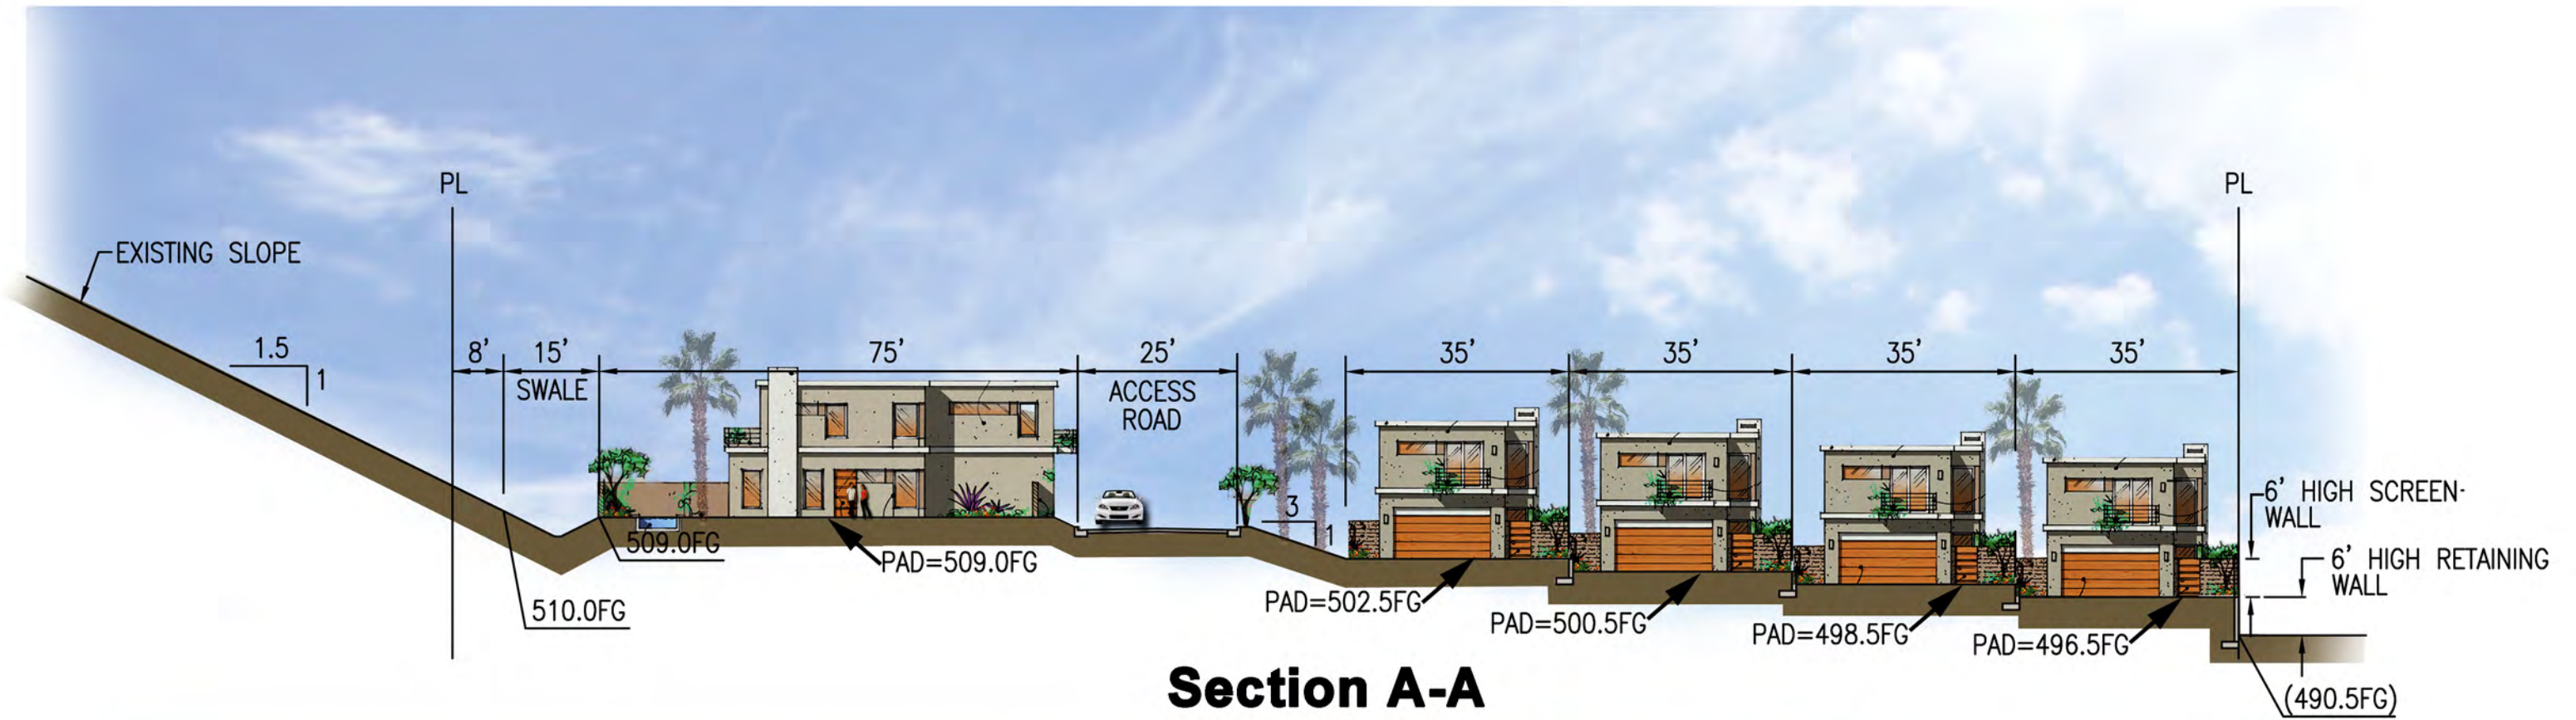 PL
PL
EXISTING SLOPE
1.5
1
8'
15'
SWALE
75'
25'
ACCESS
ROAD
35'
35'
35'
35'
3
1
6' HIGH SCREEN-
WALL
6' HIGH RETAINING
WALL
509.0FG
PAD=509.0FG
510.0FG
PAD=502.5FG
PAD=500.5FG
PAD=498.5FG
PAD=496.5FG
(490.5FG)
Section A-A